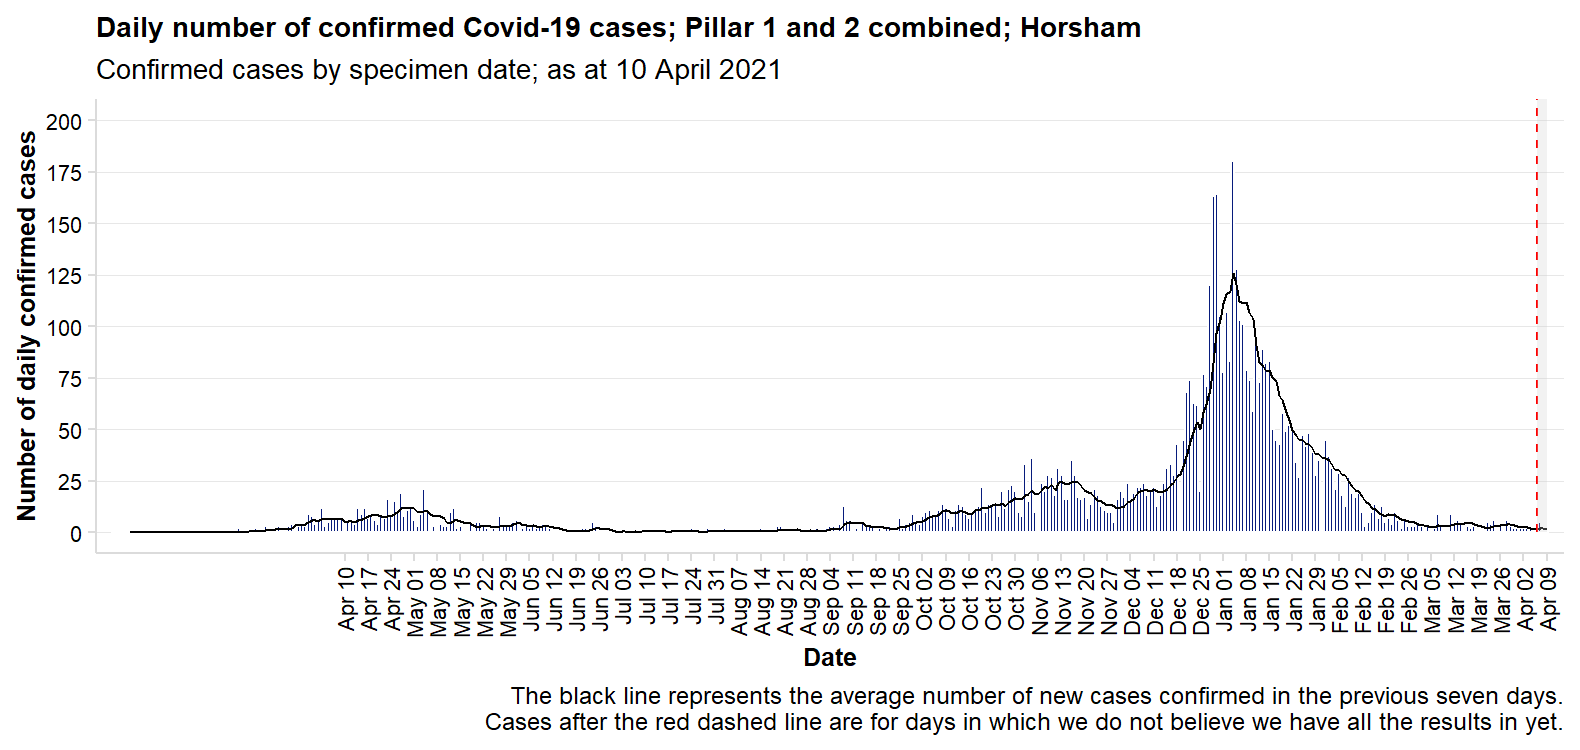 Daily number of confirmed Covid-19 cases; Pillar 1 and 2 combined; Horsham
Confirmed cases by specimen date; as at 10 April 2021
Number of daily confirmed cases
200
175
150
125
100
75
50
25
0
Apr 10
Apr 17
Apr 24
May 01
May 08
May 15
May 22
May 29
Jun 05
Jun 12
Jun 19
Jun 26
Jul 03
Jul 10
Jul 17
Jul 24
Jul 31
Aug 07
Aug 14
Aug 21
Aug 28
Sep 04
Sep 11
Sep 18
Sep 25
Oct 02
Oct 09
Oct 16
Oct 23
Oct 30
Nov 06
Nov 13
Nov 20
Nov 27
Dec 04
Dec 11
Dec 18
Dec 25
Jan 01
Jan 08
Jan 15
Jan 22
Jan 29
Feb 05
Feb 12
Feb 19
Feb 26
Mar 05
Mar 12
Mar 19
Mar 26
Apr 02
Apr 09
Date
The black line represents the average number of new cases confirmed in the previous seven days.
Cases after the red dashed line are for days in which we do not believe we have all the results in yet.